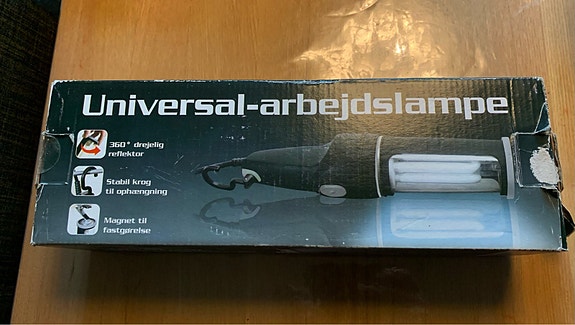 Universal-arbejdslampe
360° drejelig
reflektor
Stabil krog
til ophængning
Magnet til
fastgørelse